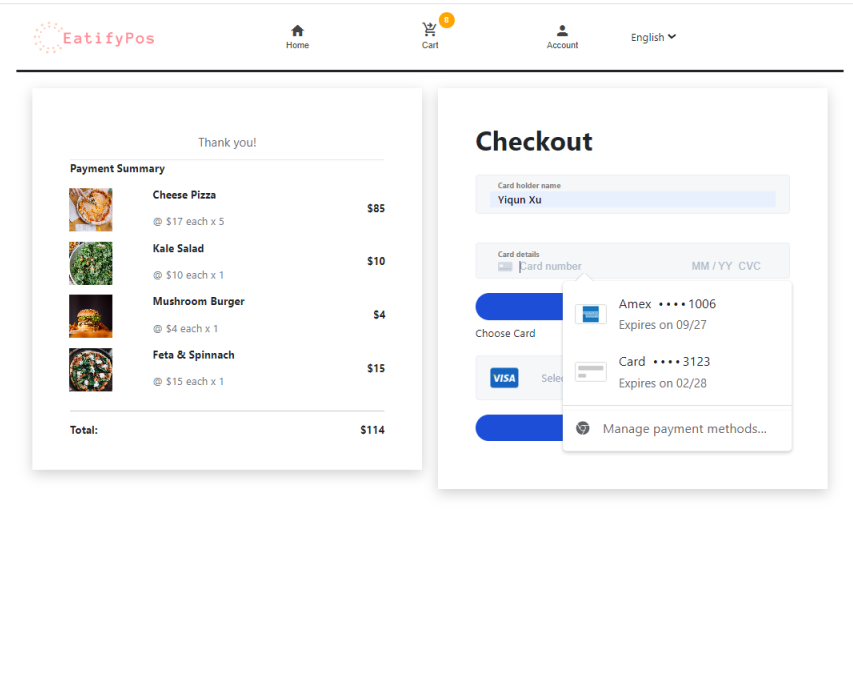 EatifyPos
Home
8
Cart
Account
English
Thank you!
Payment Summary
Cheese Pizza
@ $17 each x 5
$85
Kale Salad
@ $10 each x 1
$10
Mushroom Burger
@ $4 each x 1
$4
Feta & Spinnach
@ $15 each x 1
$15
Total:
$114
Checkout
Card holder name
Yiqun Xu
Card details
Card number
MM / YY CVC
Amex •••• 1006
Expires on 09/27
Card •••• 3123
Expires on 02/28
Manage payment methods...
Choose Card
VISA